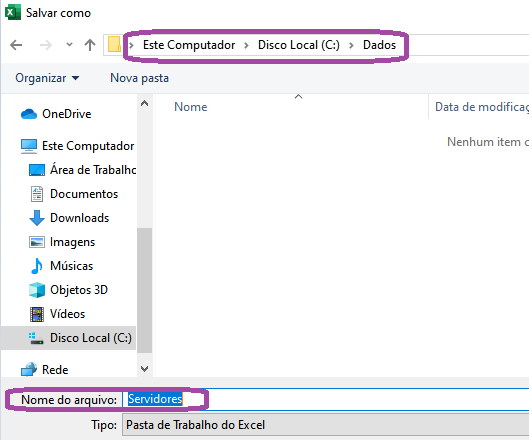 Salvar como
Este Computador > Disco Local (C:) > Dados
Organizar Nova pasta
Nome Data de modificaç
Nenhum item c
OneDrive
Este Computador
Área de Trabalho
Documentos
Downloads
Imagens
Músicas
Objetos 3D
Vídeos
Disco Local (C:)
Rede
Nome do arquivo: Servidores
Tipo: Pasta de Trabalho do Excel